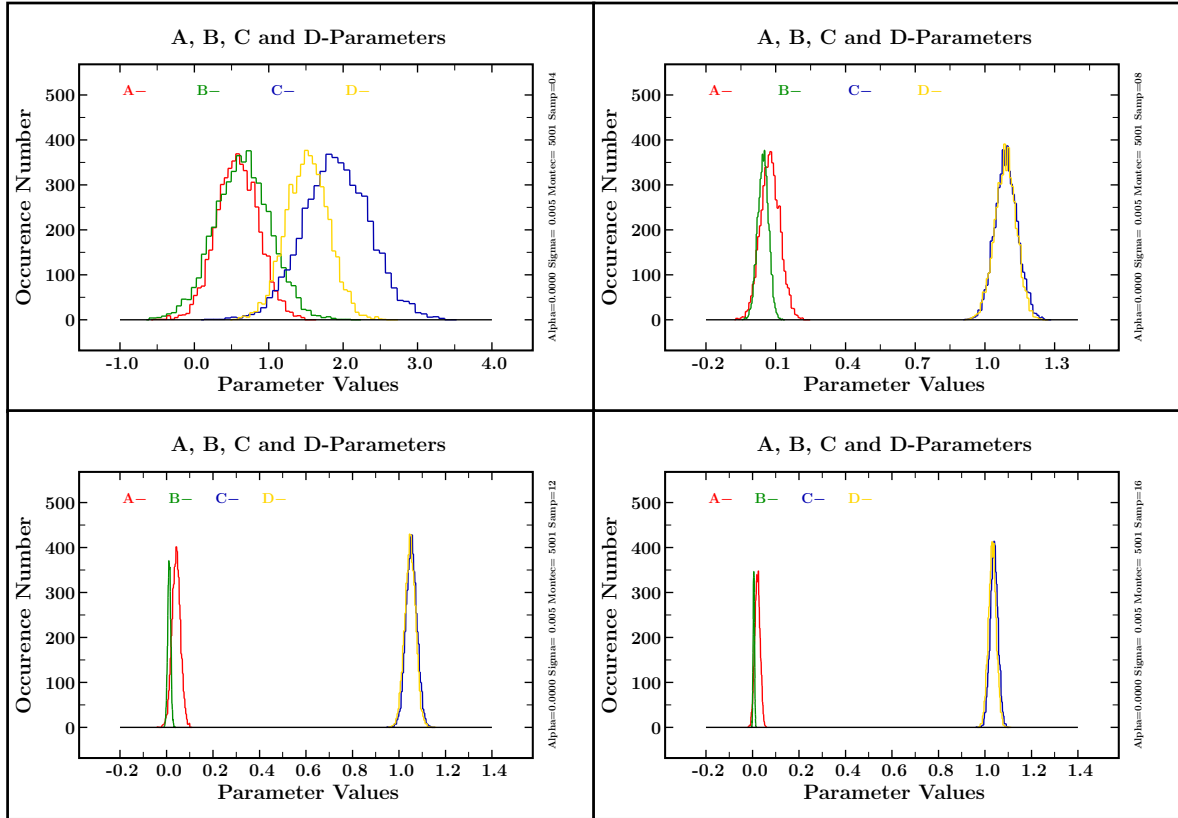 A, B, C and D-Parameters
A– B– C– D–
500
400
300
200
100
0
Occurence Number
-1.0 0.0 1.0 2.0 3.0 4.0
Parameter Values
Alpha=0.0000 Sigma= 0.005 Montec= 5001 Samp=04
A, B, C and D-Parameters
A– B– C– D–
500
400
300
200
100
0
Occurence Number
-0.2 0.1 0.4 0.7 1.0 1.3
Parameter Values
Alpha=0.0000 Sigma= 0.005 Montec= 5001 Samp=08
A, B, C and D-Parameters
A– B– C– D–
500
400
300
200
100
0
Occurence Number
-0.2 0.0 0.2 0.4 0.6 0.8 1.0 1.2 1.4
Parameter Values
Alpha=0.0000 Sigma= 0.005 Montec= 5001 Samp=12
A, B, C and D-Parameters
A– B– C– D–
500
400
300
200
100
0
Occurence Number
-0.2 0.0 0.2 0.4 0.6 0.8 1.0 1.2 1.4
Parameter Values
Alpha=0.0000 Sigma= 0.005 Montec= 5001 Samp=16